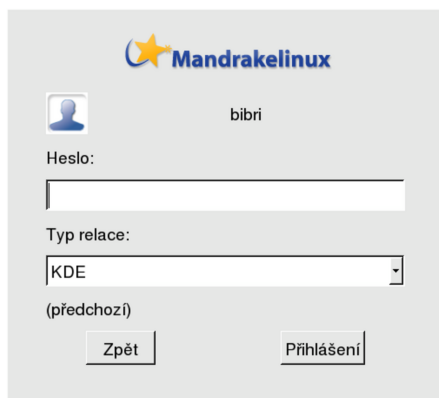 Mandrakelinux
bibri
Heslo:
Typ relace:
KDE
(předchozí)
Zpět Přihlášení